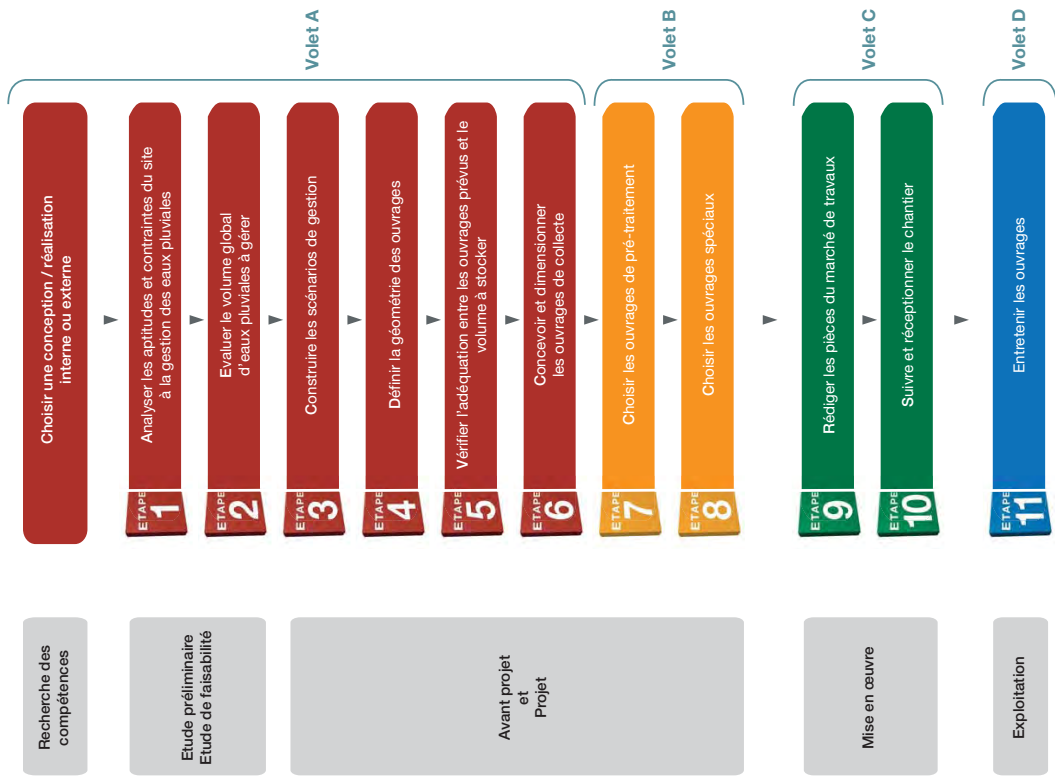 Recherche des
compétences
Choisir une conception / réalisation
interne ou externe
Volet A
Etude préliminaire
Etude de faisabilité
ETAPE
1
Analyser les aptitudes et contraintes du site
à la gestion des eaux pluviales
ETAPE
2
Evaluer le volume global
d'eaux pluviales à gérer
Avant projet
et
Projet
ETAPE
3
Construire les scénarios de gestion
ETAPE
4
Définir la géométrie des ouvrages
ETAPE
5
Vérifier l'adéquation entre les ouvrages prévus et le
volume à stocker
ETAPE
6
Concevoir et dimensionner
les ouvrages de collecte
ETAPE
7
Choisir les ouvrages de pré-traitement
Volet B
ETAPE
8
Choisir les ouvrages spéciaux
Mise en œuvre
ETAPE
9
Rédiger les pièces du marché de travaux
Volet C
ETAPE
10
Suivre et réceptionner le chantier
Exploitation
ETAPE
11
Entretenir les ouvrages
Volet D